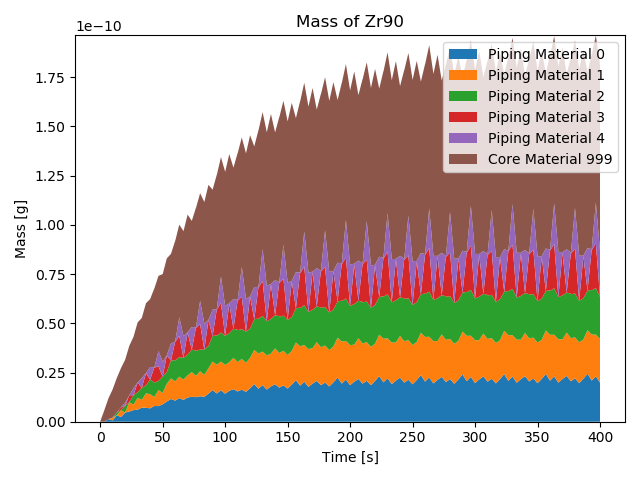 Mass of Zr90
1e−10
Piping Material 0
Piping Material 1
Piping Material 2
Piping Material 3
Piping Material 4
Core Material 999
1.75
1.50
1.25
1.00
0.75
0.50
0.25
0.00
Mass [g]
0 50 100 150 200 250 300 350 400
Time [s]